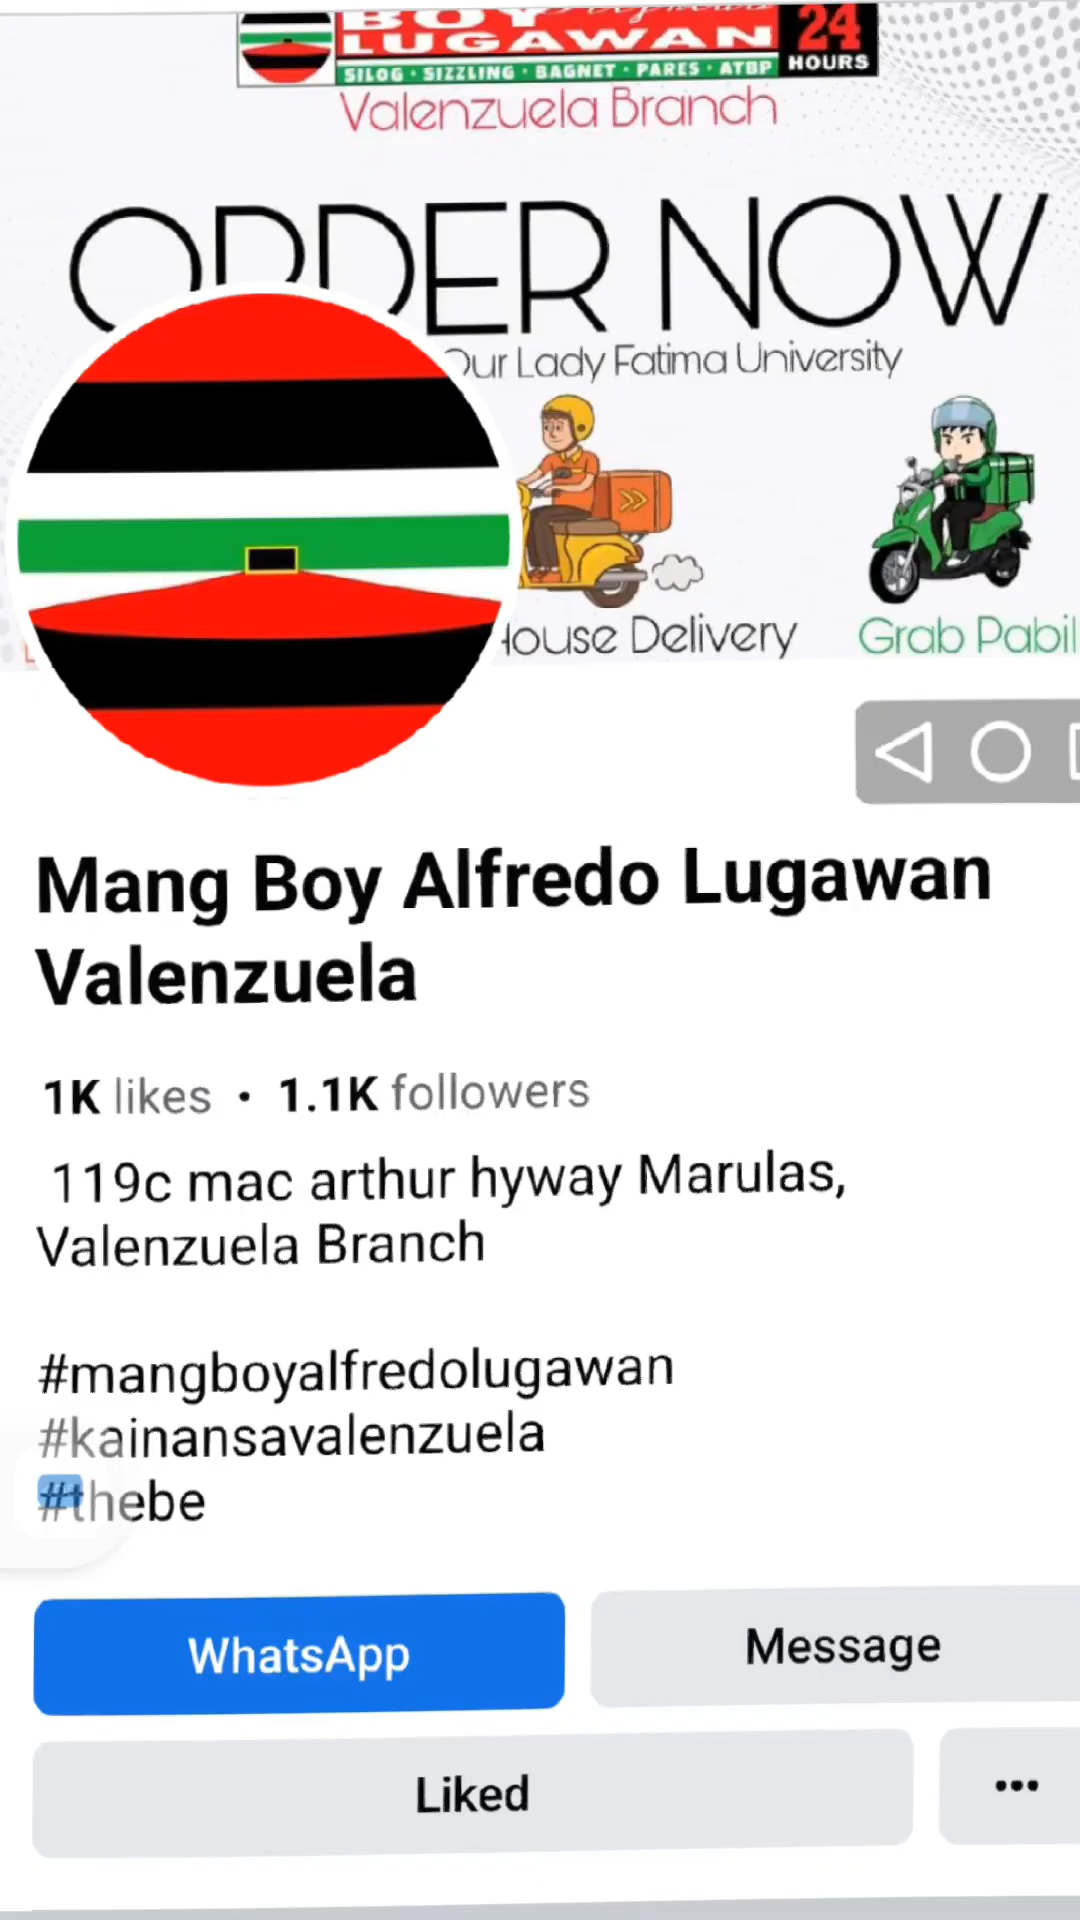 BOY
LUGAWAN
24
HOURS
SILOG • SIZZLING • BAGNET • PARES • ATBP
Valenzuela Branch
ORDER NOW
Our Lady Fatima University
House Delivery
Grab Pabil
Mang Boy Alfredo Lugawan
Valenzuela
1K likes • 1.1K followers
119c mac arthur hyway Marulas,
Valenzuela Branch
#mangboyalfredolugawan
#kainansavalenzuela
#thebe
WhatsApp
Message
Liked